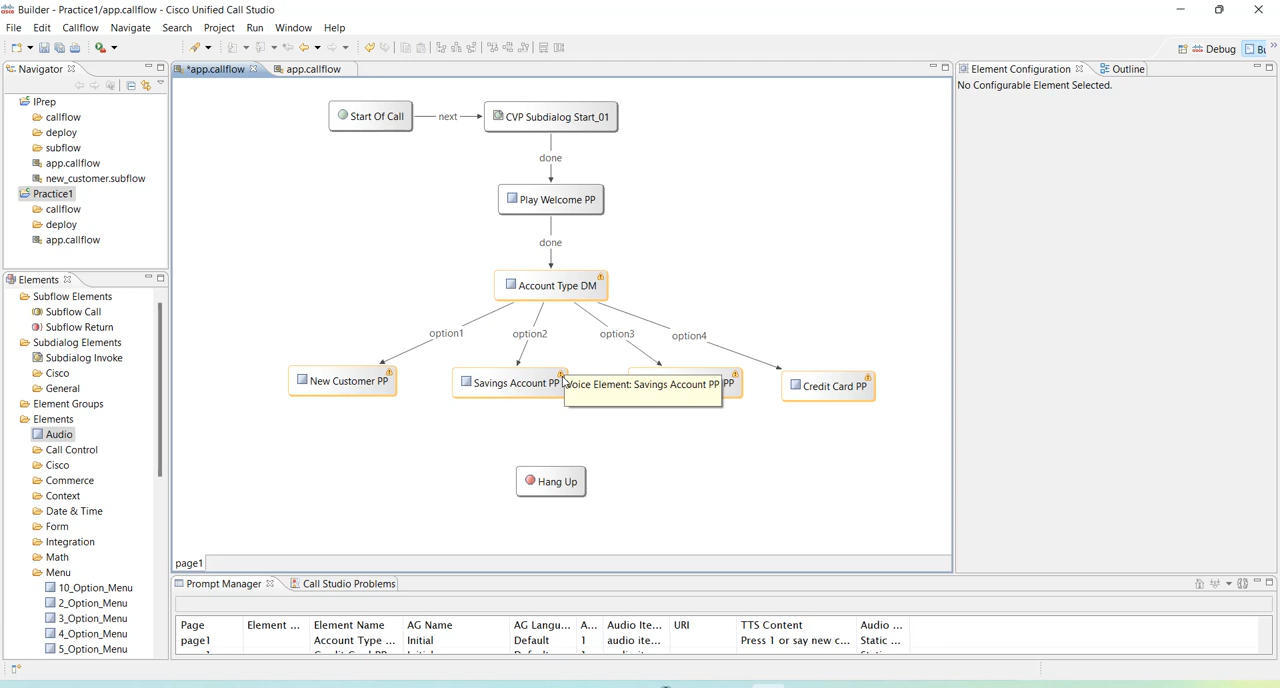 Builder - Practice1/app.callflow - Cisco Unified Call Studio
File Edit Callflow Navigate Search Project Run Window Help
Debug
Navigator
IPrep
callflow
deploy
subflow
app.callflow
new_customer.subflow
Practice1
callflow
deploy
app.callflow
Elements
Subflow Elements
Subflow Call
Subflow Return
Subdialog Elements
Subdialog Invoke
Cisco
General
Element Groups
Elements
Audio
Call Control
Cisco
Commerce
Context
Date & Time
Form
Integration
Math
Menu
10_Option_Menu
2_Option_Menu
3_Option_Menu
4_Option_Menu
5_Option_Menu
*app.callflow app.callflow
Start Of Call next CVP Subdialog Start_01
done
Play Welcome PP
done
Account Type DM
option1 option2 option3 option4
New Customer PP Savings Account PP Voice Element: Savings Account PP PP Credit Card PP
Hang Up
page1
Element Configuration Outline
No Configurable Element Selected.
Prompt Manager Call Studio Problems
Page Element ... Element Name AG Name AG Langu... A... Audio Ite... URI TTS Content Audio ...
page1 Account Type ... Initial Default 1 audio ite... Press 1 or say new c... Static ...